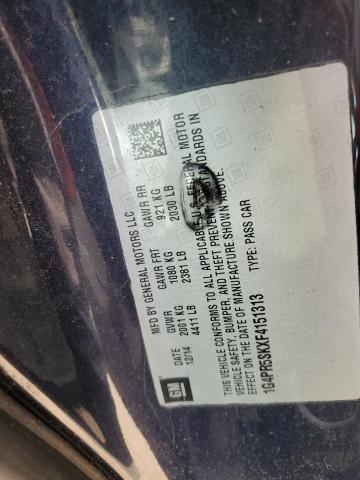 MFD BY GENERAL MOTORS LLC
DATE GVWR GAWR FRT GAWR RR
12/14 2001 KG 1080 KG 921 KG
4411 LB 2381 LB 2030 LB
GM
THIS VEHICLE CONFORMS TO ALL APPLICABLE U.S. FEDERAL MOTOR
VEHICLE SAFETY, BUMPER, AND THEFT PREVENTION STANDARDS IN
EFFECT ON THE DATE OF MANUFACTURE SHOWN ABOVE.
1G4PR5SKXF4151313 TYPE: PASS CAR